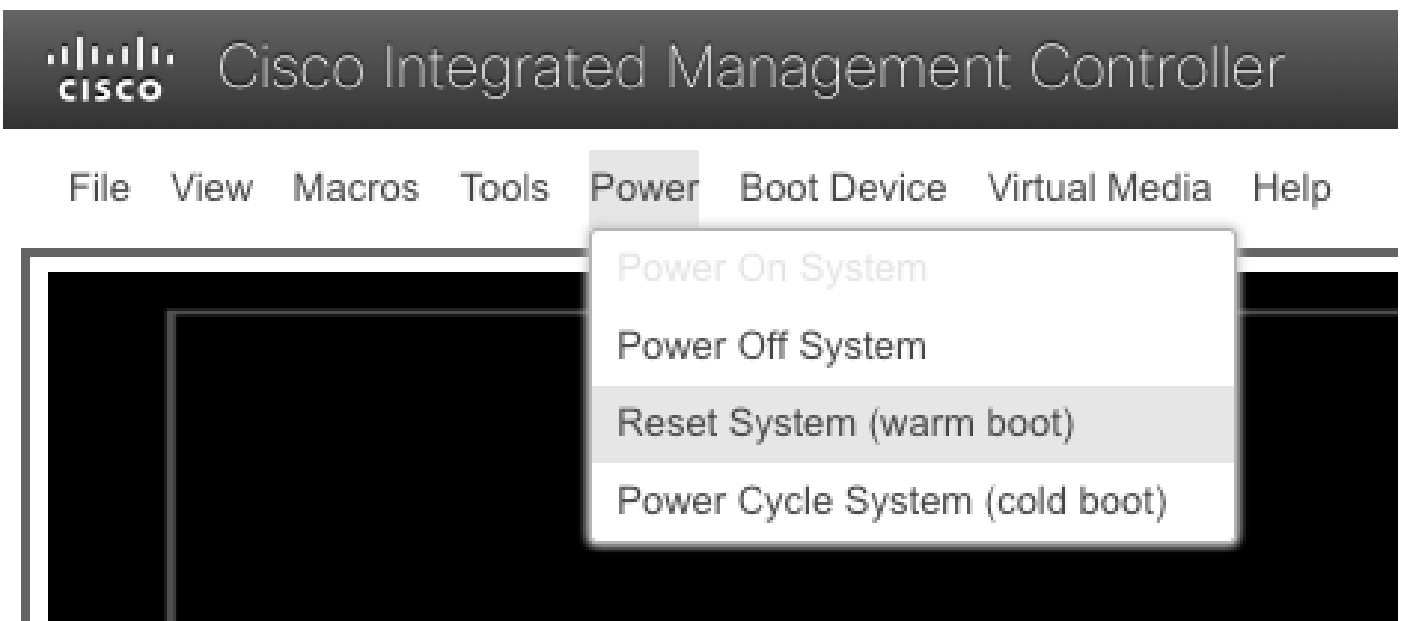 CISCO Cisco Integrated Management Controller
File View Macros Tools Power Boot Device Virtual Media Help
Power On System
Power Off System
Reset System (warm boot)
Power Cycle System (cold boot)